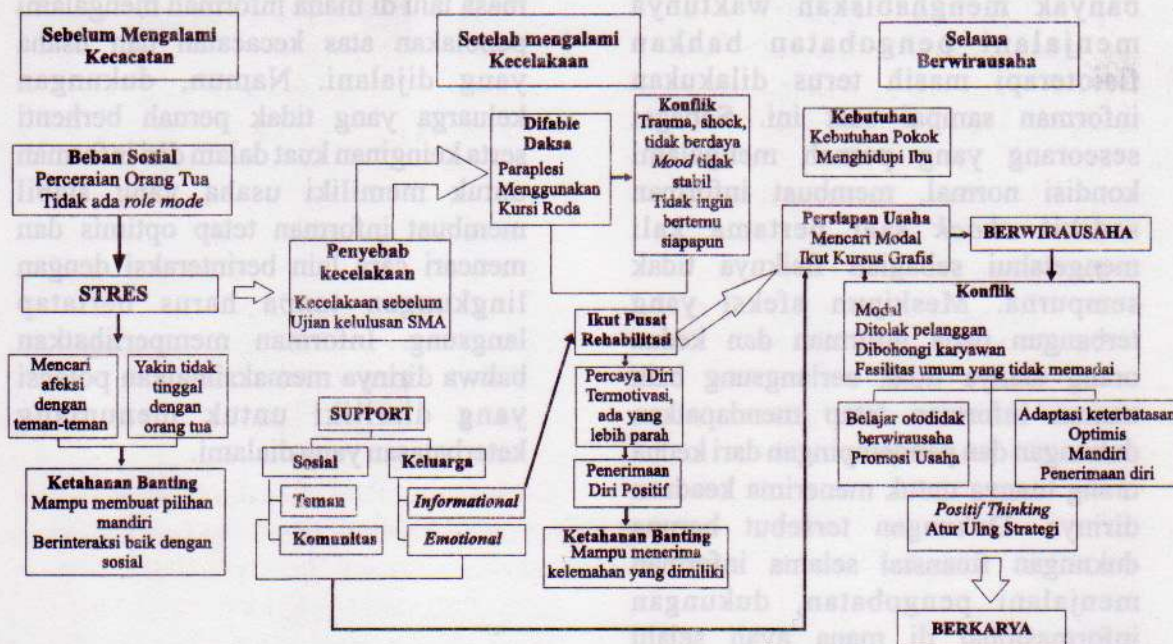 Sebelum Mengalami
Kecacatan
Beban Sosial
Perceraian Orang Tua
Tidak ada role mode
STRES
Mencari
afeksi
dengan
teman-teman
Yakin tidak
tinggal
dengan
orang tua
Ketahanan Banting
Mampu membuat pilihan
mandiri
Berinteraksi baik dengan
sosial
Setelah mengalami
Kecelakaan
Penyebab
kecelakaan
Kecelakaan sebelum
Ujian kelulusan SMA
Difable
Daksa
Paraplesi
Menggunakan
Kursi Roda
Konflik
Trauma, shock,
tidak berdaya
Mood tidak
stabil
Tidak ingin
bertemu
siapapun
SUPPORT
Sosial
Teman
Komunitas
Keluarga
Informational
Emotional
Ikut Pusat
Rehabilitasi
Percaya Diri
Termotivasi,
ada yang
lebih parah
Penerimaan
Diri Positif
Ketahanan Banting
Mampu menerima
kelemahan yang dimiliki
Selama
Berwirausaha
Kebutuhan
Kebutuhan Pokok
Menghidupi Ibu
Persiapan Usaha
Mencari Modal
Ikut Kursus Grafis
BERWIRAUSAHA
Konflik
Modal
Ditolak pelanggan
Dibohongi karyawan
Fasilitas umum yang tidak memadai
Belajar otodidak
berwirausaha
Promosi Usaha
Adaptasi keterbatasan
Optimis
Mandiri
Penerimaan diri
Positif Thinking
Atur Uing Strategi
BERKARYA